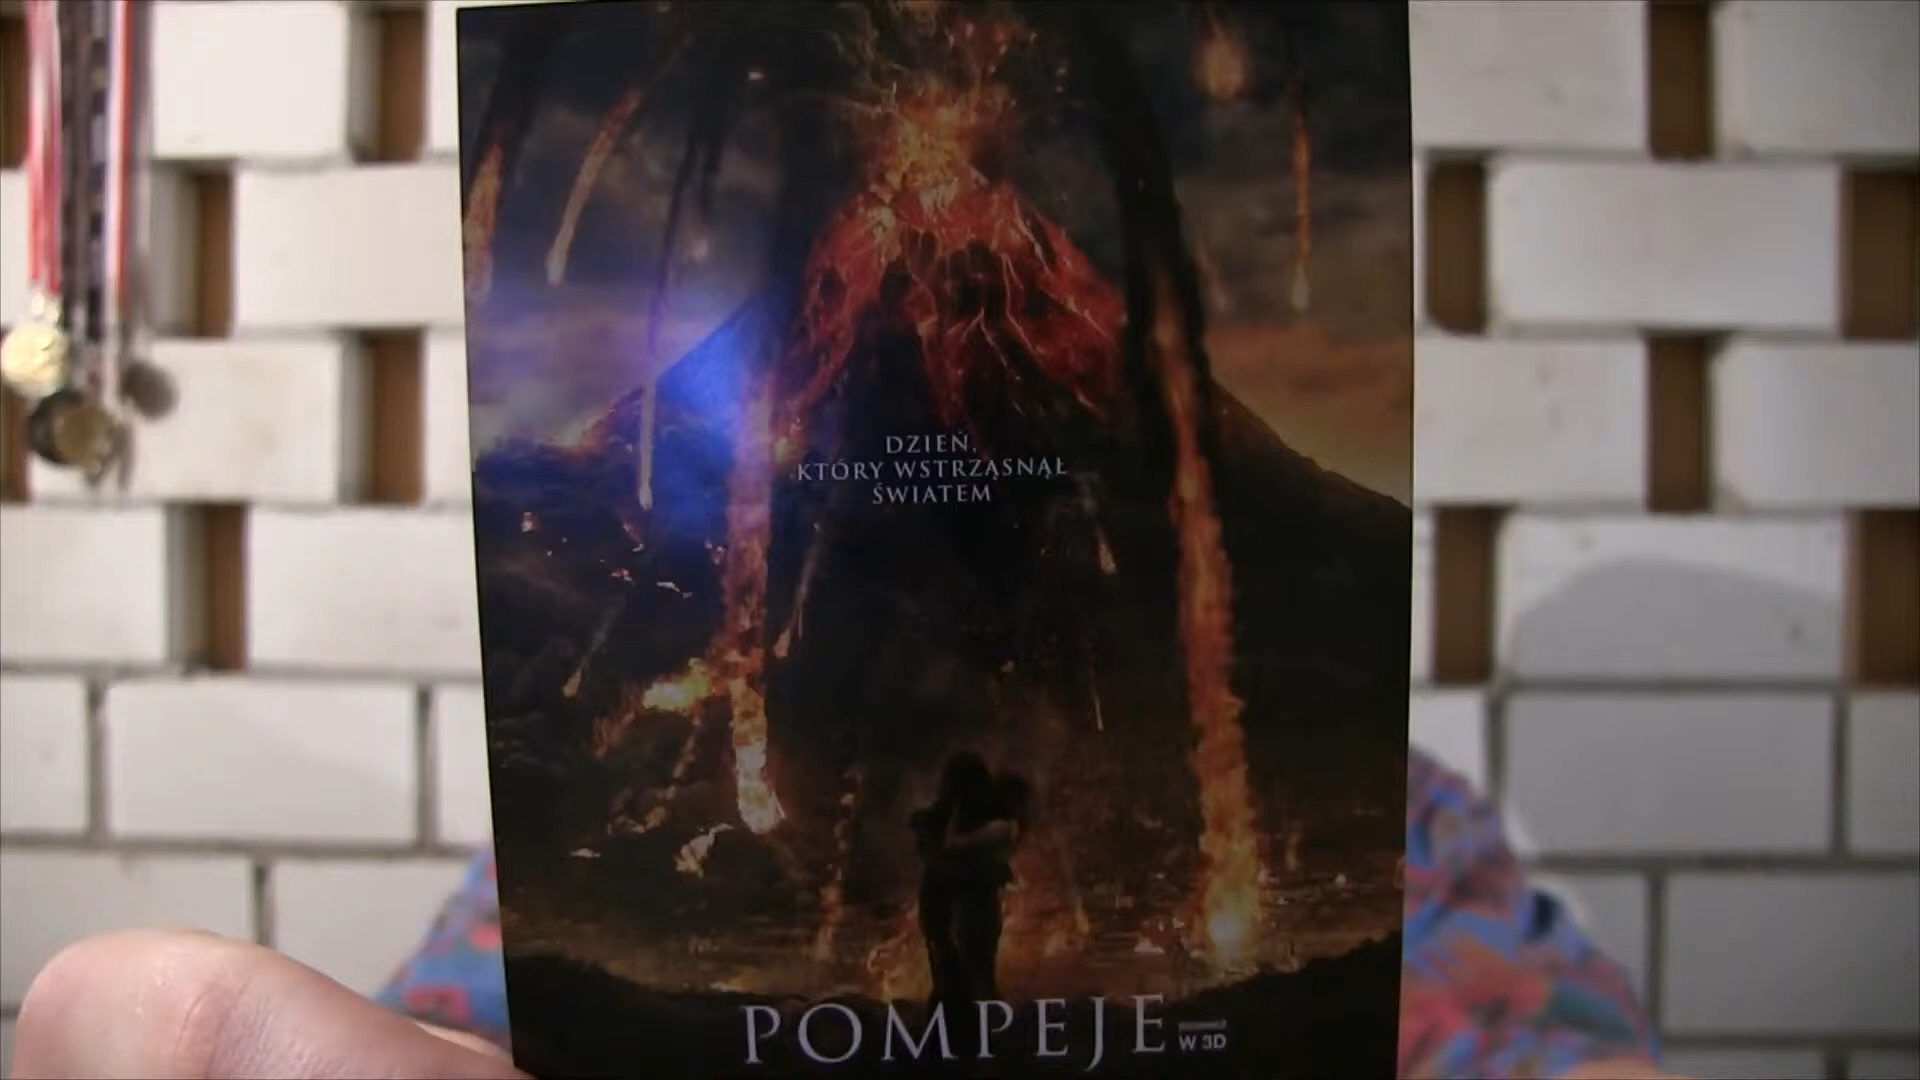 DZIEŃ,
KTÓRY WSTRZĄSNĄŁ
ŚWIATEM
POMPEJE
W 3D